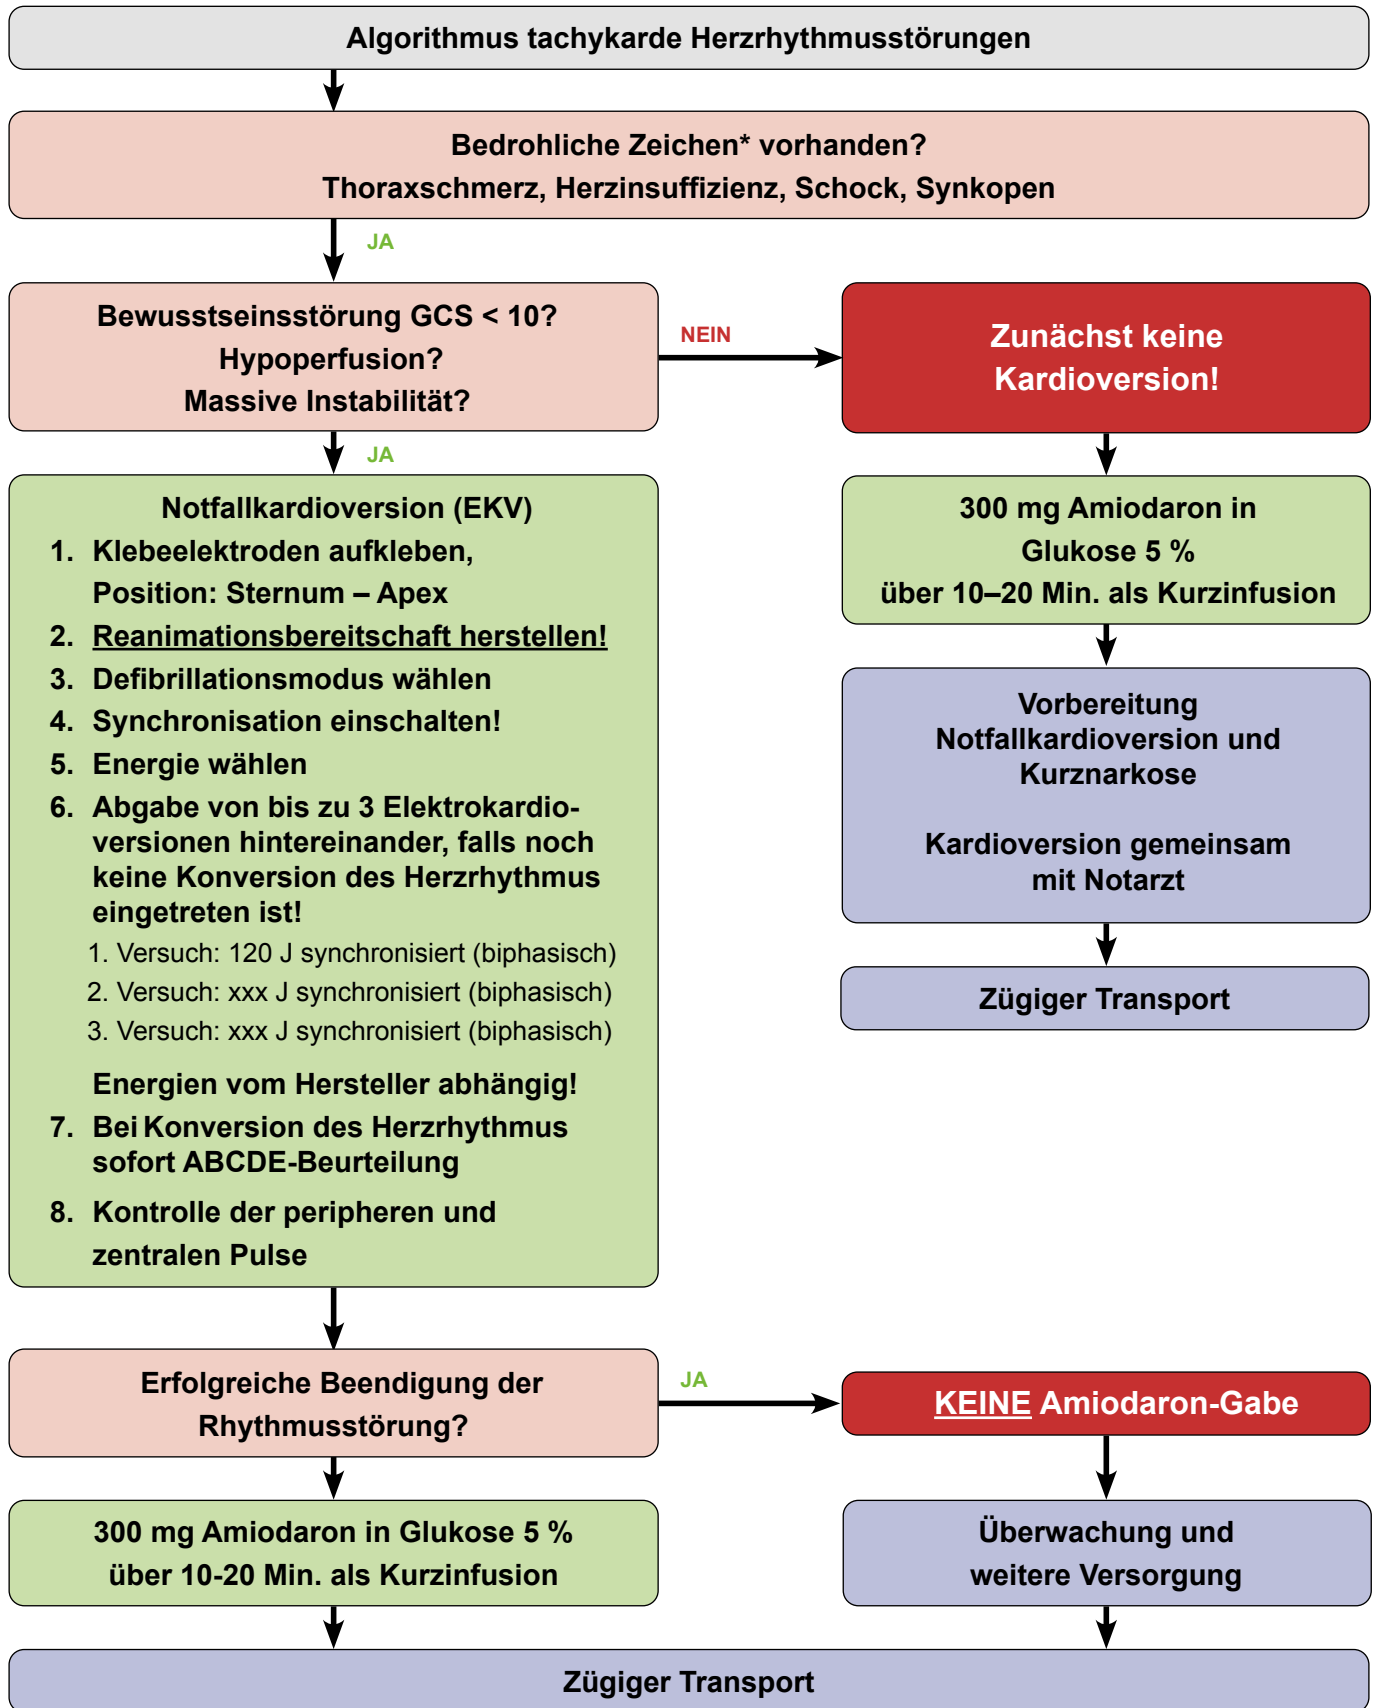 Algorithmus tachykarde Herzrhythmusstörungen
Bedrohliche Zeichen* vorhanden?
Thoraxschmerz, Herzinsuffizienz, Schock, Synkopen
JA
Bewusstseinsstörung GCS < 10?
Hypoperfusion?
Massive Instabilität?
NEIN
Zunächst keine
Kardioversion!
JA
300 mg Amiodaron in
Glukose 5 %
über 10–20 Min. als Kurzinfusion
Vorbereitung
Notfallkardioversion und
Kurznarkose
Kardioversion gemeinsam
mit Notarzt
Zügiger Transport
Notfallkardioversion (EKV)
1. Klebeelektroden aufkleben,
Position: Sternum – Apex
2. Reanimationsbereitschaft herstellen!
3. Defibrillationsmodus wählen
4. Synchronisation einschalten!
5. Energie wählen
6. Abgabe von bis zu 3 Elektrokardio-
versionen hintereinander, falls noch
keine Konversion des Herzrhythmus
eingetreten ist!
1. Versuch: 120 J synchronisiert (biphasisch)
2. Versuch: xxx J synchronisiert (biphasisch)
3. Versuch: xxx J synchronisiert (biphasisch)
Energien vom Hersteller abhängig!
7. Bei Konversion des Herzrhythmus
sofort ABCDE-Beurteilung
8. Kontrolle der peripheren und
zentralen Pulse
Erfolgreiche Beendigung der
Rhythmusstörung?
JA
KEINE Amiodaron-Gabe
300 mg Amiodaron in Glukose 5 %
über 10-20 Min. als Kurzinfusion
Überwachung und
weitere Versorgung
Zügiger Transport